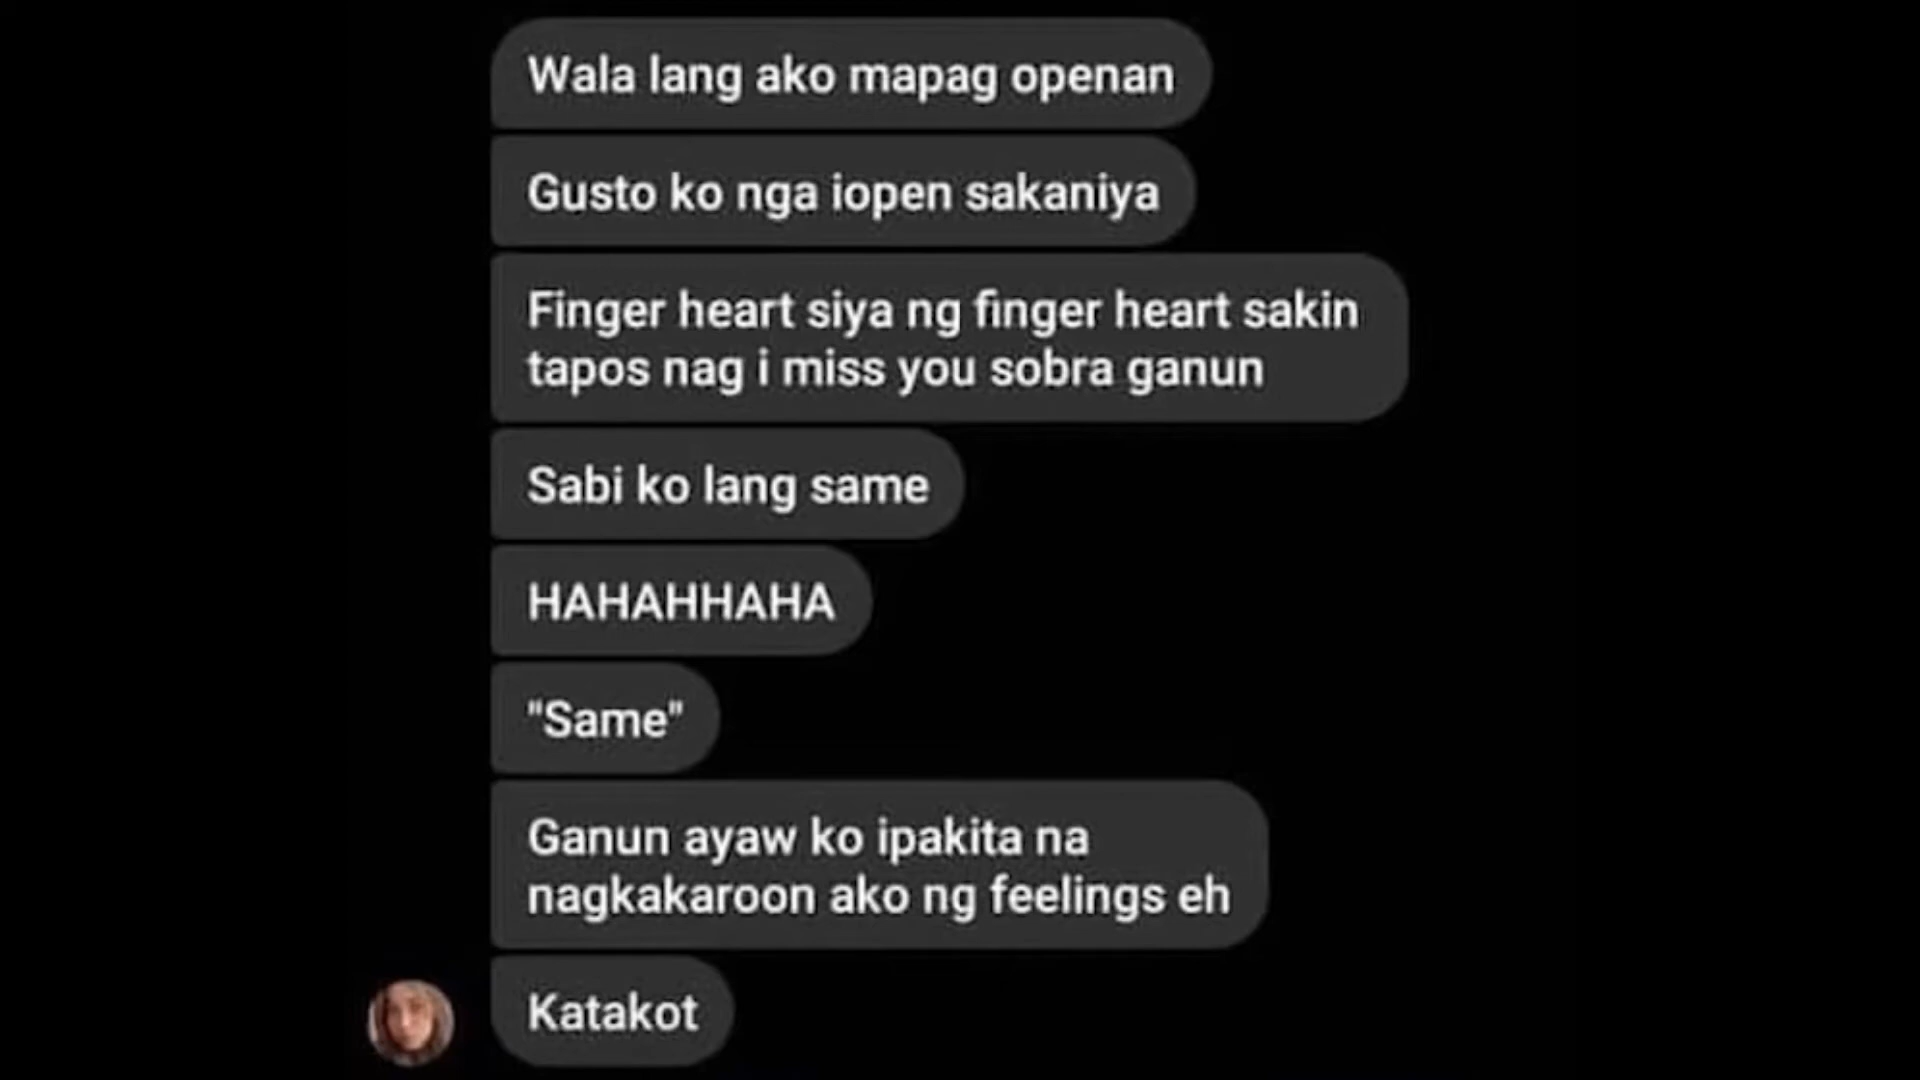 Wala lang ako mapag openan
Gusto ko nga iopen sakaniya
Finger heart siya ng finger heart sakin
tapos nag i miss you sobra ganun
Sabi ko lang same
HAHAHHAHA
"Same"
Ganun ayaw ko ipakita na
nagkakaroon ako ng feelings eh
Katakot